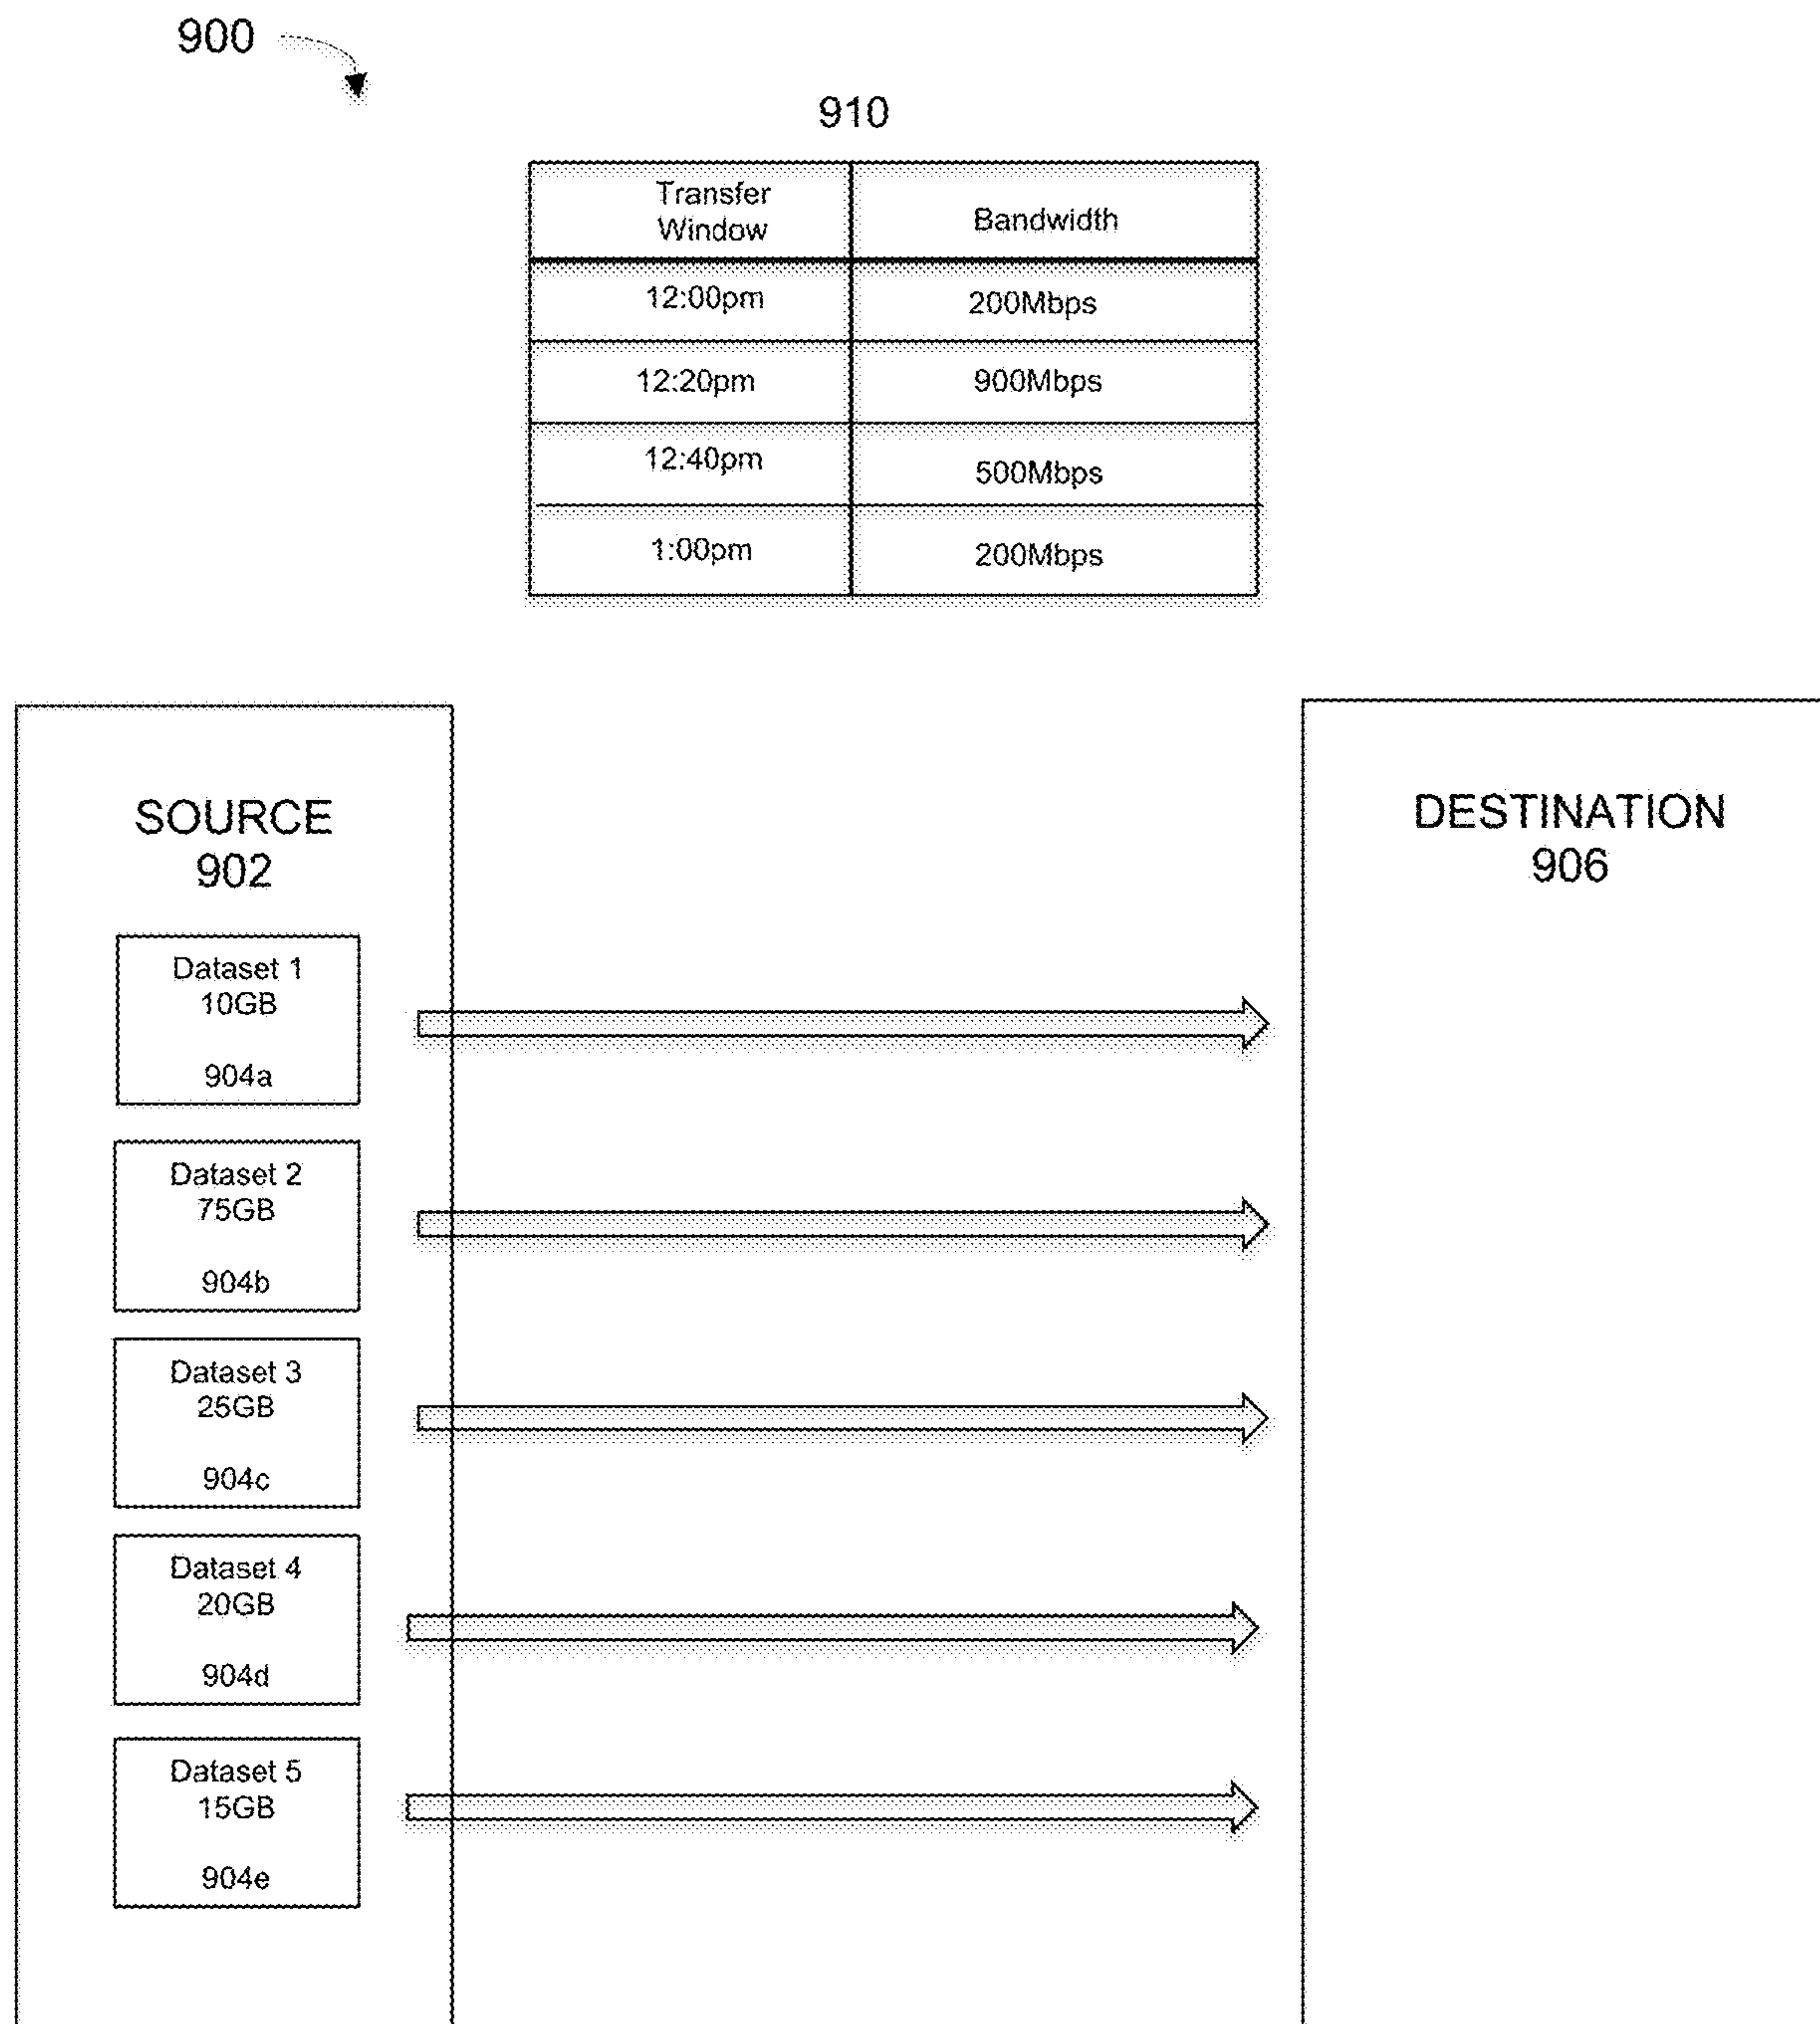 900
910
Transfer
Window
Bandwidth
12:00pm
200Mbps
12:20pm
900Mbps
12:40pm
500Mbps
1:00pm
200Mbps
SOURCE
902
DESTINATION
906
Dataset 1
10GB
904a
Dataset 2
75GB
904b
Dataset 3
25GB
904c
Dataset 4
20GB
904d
Dataset 5
15GB
904e